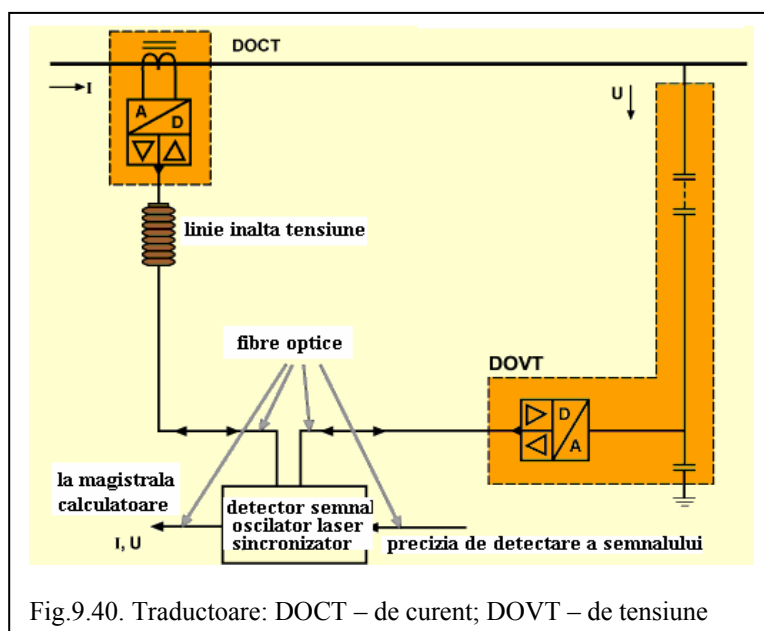 DOCT
I
U
A
D
linie inalta tensiune
fibre optice
DOVT
D
A
la magistrala
calculatoare
detector semnal
oscilator laser
sincronizator
I, U
precizia de detectare a semnalului
Fig.9.40. Traductoare: DOCT – de curent; DOVT – de tensiune